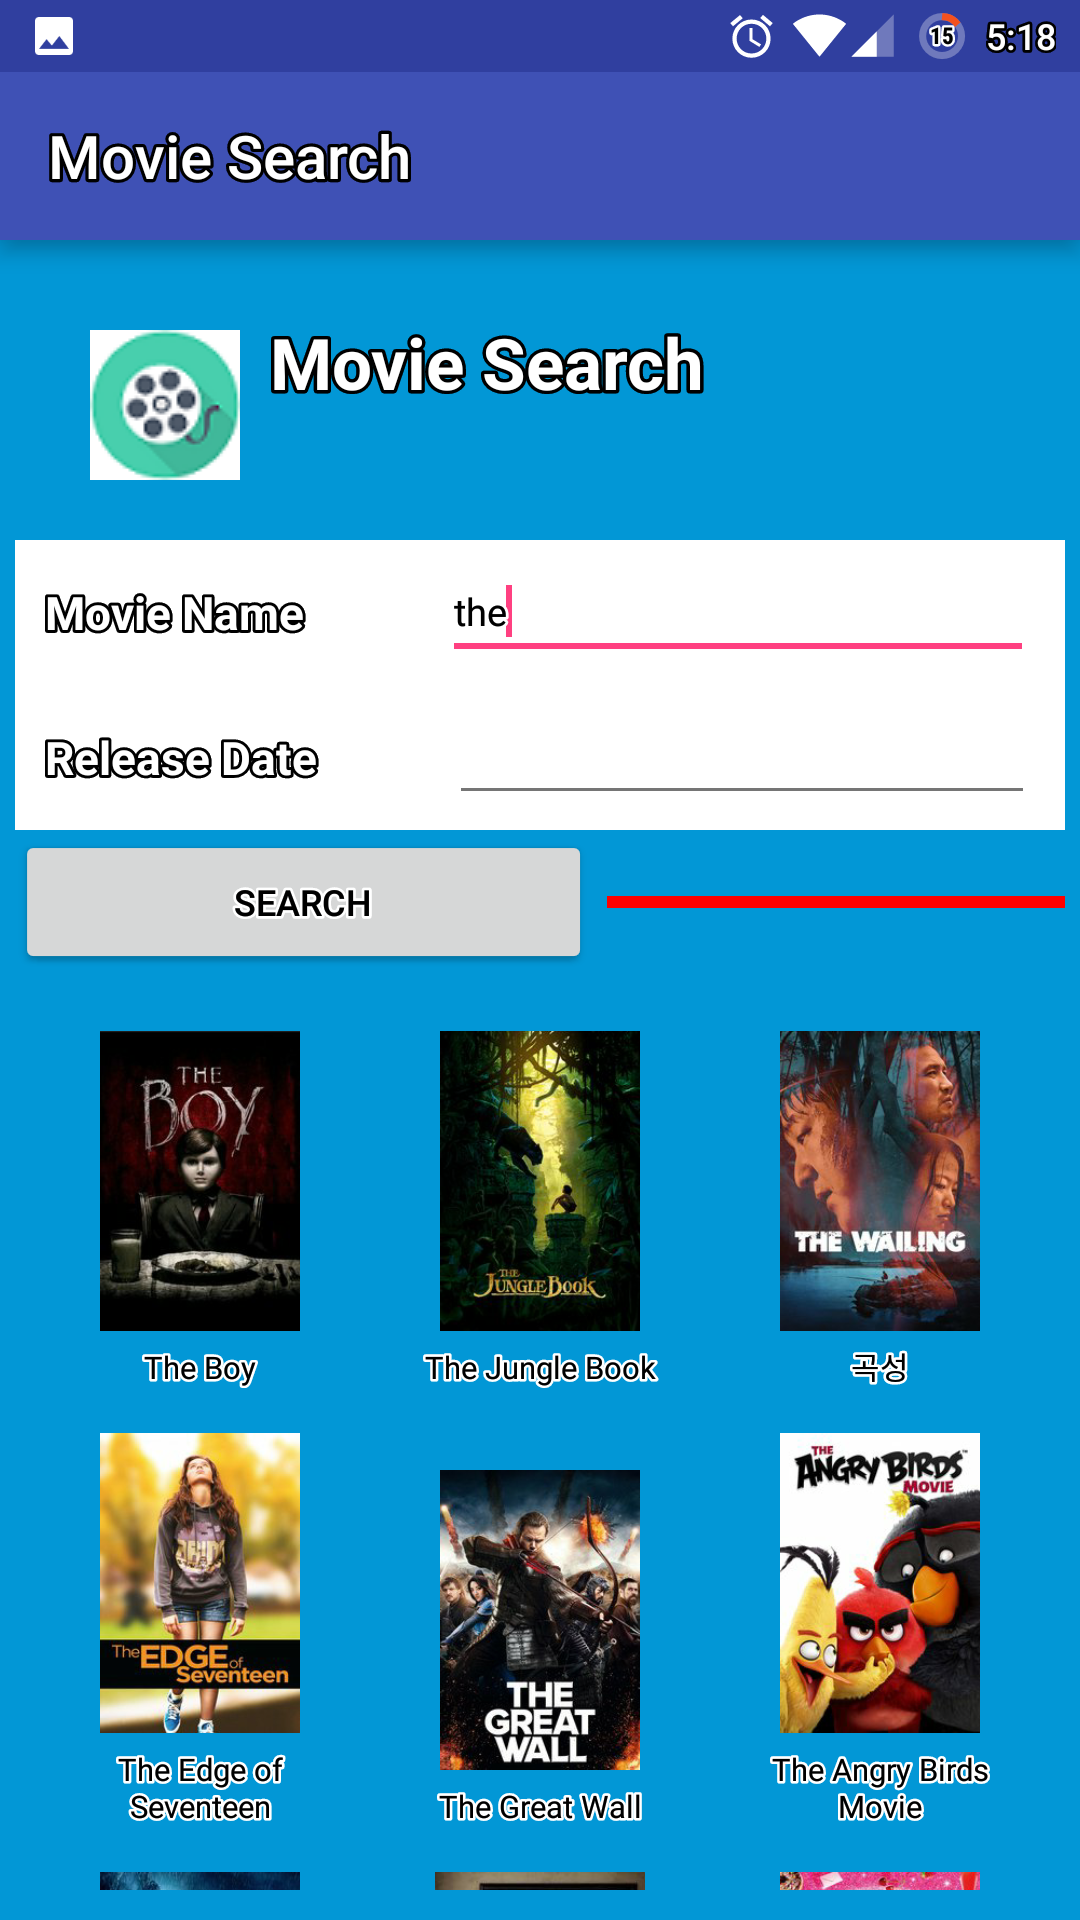 15 5:18
Movie Search
Movie Search
Movie Name the
Release Date
SEARCH
THE
BOY
THE
JUNGLE BOOK
THE WAILING
The Boy
The Jungle Book
곡성
The EDGE of
Seventeen
THE
GREAT
WALL
THE
ANGRY BIRDS
MOVIE
The Edge of
Seventeen
The Great Wall
The Angry Birds
Movie